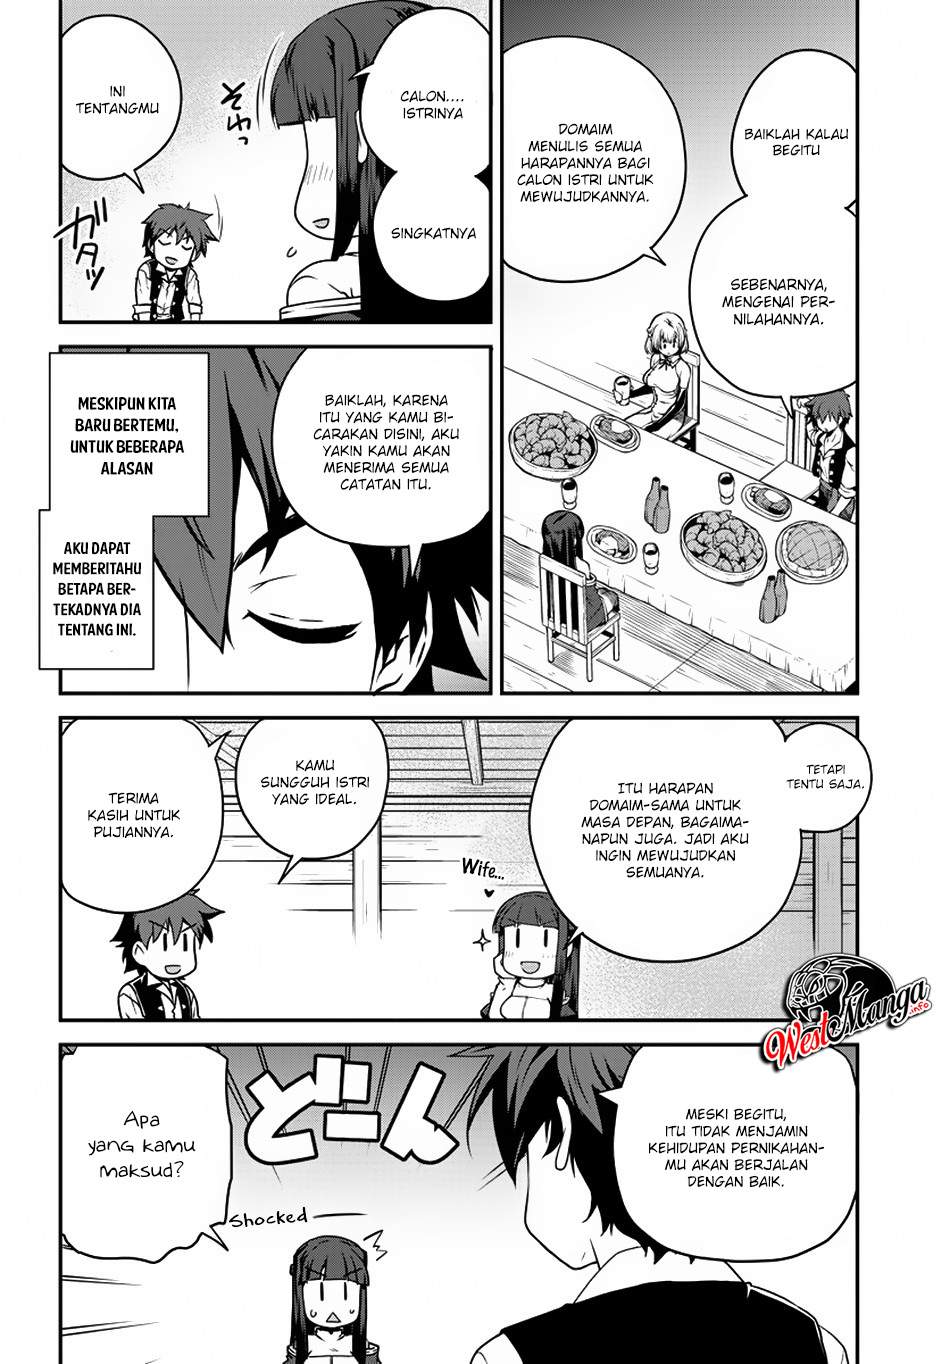 BAIKLAH KALAU
BEGITU
SEBENARNYA,
MENGENAI PER-
NILAHANNYA.
DOMAIM
MENULIS SEMUA
HARAPANNYA BAGI
CALON ISTRI UNTUK
MEWUJUDKANNYA.
CALON....
ISTRINYA
SINGKATNYA
そわっ
INI
TENTANGMU
ガタッ
BAIKLAH, KARENA
ITU YANG KAMU BI-
CARAKAN DISINI, AKU
YAKIN KAMU AKAN
MENERIMA SEMUA
CATATAN ITU.
MESKIPUN KITA
BARU BERTEMU,
UNTUK BEBERAPA
ALASAN
AKU DAPAT
MEMBERITAHU
BETAPA BER-
TEKADNYA DIA
TENTANG INI.
TETAPI
TENTU SAJA.
ITU HARAPAN
DOMAIM-SAMA UNTUK
MASA DEPAN, BAGAIMA-
NAPUN JUGA. JADI AKU
INGIN MEWUJUDKAN
SEMUANYA.
Wife...
KAMU
SUNGGUH ISTRI
YANG IDEAL.
TERIMA
KASIH UNTUK
PUJIANNYA.
WestManga
.info
MESKI BEGITU,
ITU TIDAK MENJAMIN
KEHIDUPAN PERNIKAHAN-
MU AKAN BERJALAN
DENGAN BAIK.
どーん
Shocked
Apa
yang kamu
maksud?